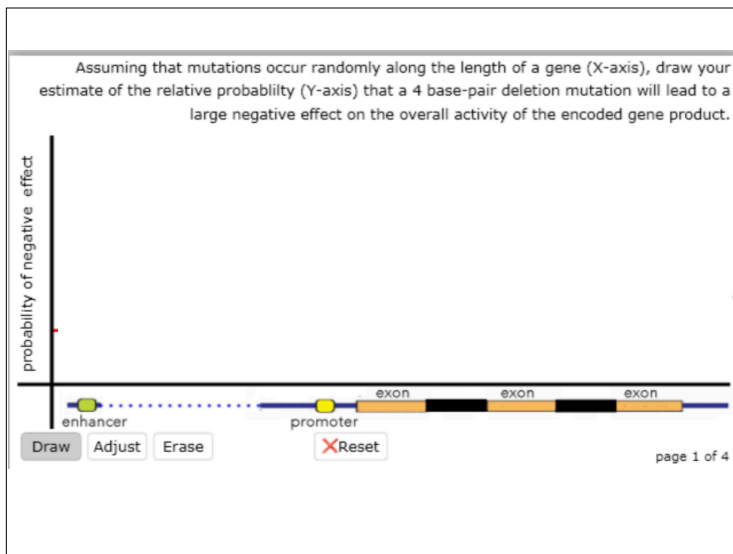 Assuming that mutations occur randomly along the length of a gene (X-axis), draw your
estimate of the relative probablilty (Y-axis) that a 4 base-pair deletion mutation will lead to a
large negative effect on the overall activity of the encoded gene product.
probability of negative effect
exon
exon
exon
enhancer
promoter
Draw
Adjust
Erase
Reset
page 1 of 4